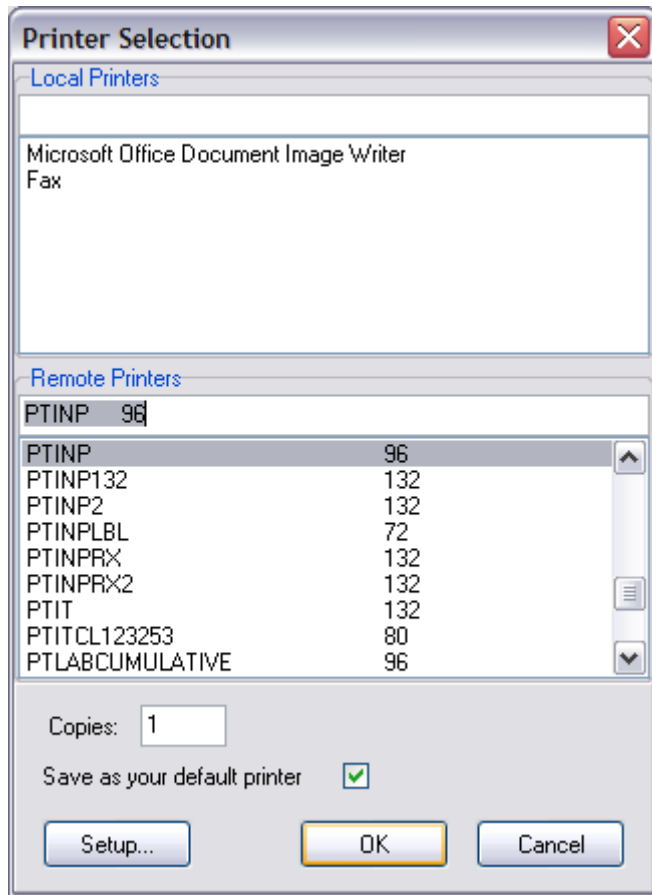 Printer Selection
Local Printers
Microsoft Office Document Image Writer
Fax
Remote Printers
PTINP 96
PTINP 96
PTINP132 132
PTINP2 132
PTINPLBL 72
PTINPRX 132
PTINPRX2 132
PTIT 132
PTITCL123253 80
PTLABCUMULATIVE 96
Copies: 1
Save as your default printer
Setup... OK Cancel